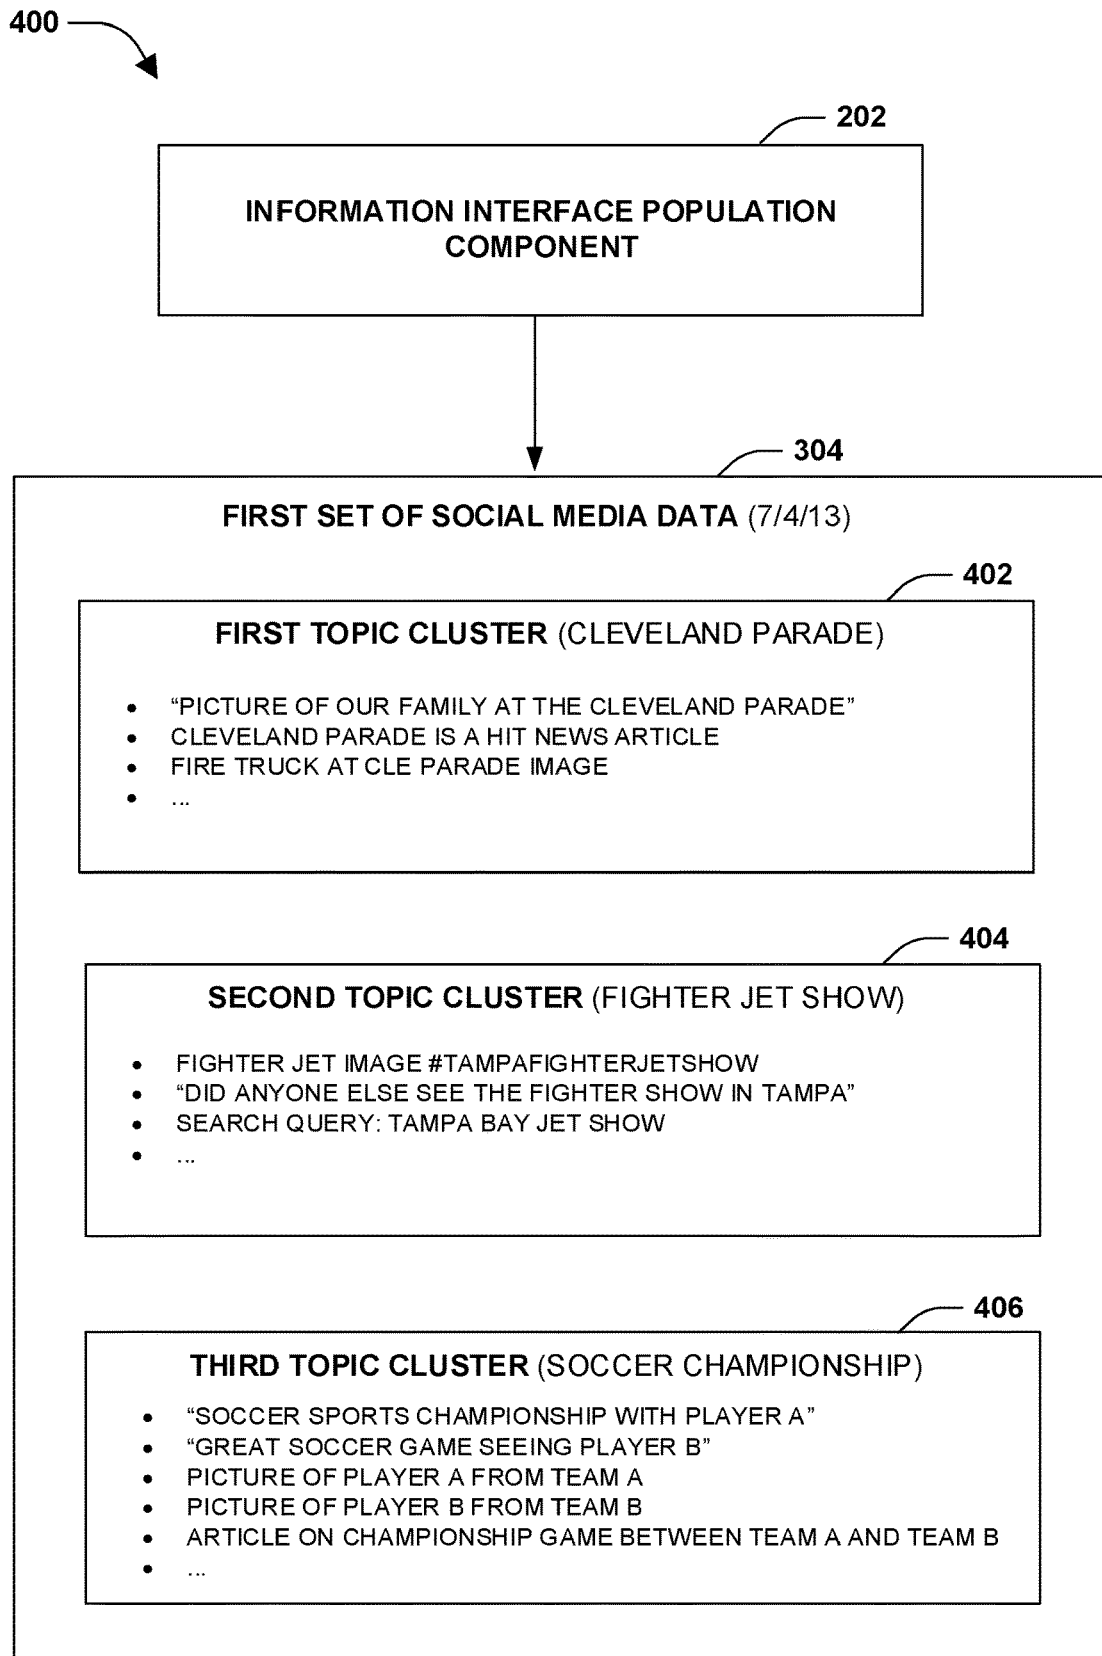 400
202
INFORMATION INTERFACE POPULATION
COMPONENT
304
FIRST SET OF SOCIAL MEDIA DATA (7/4/13)
402
FIRST TOPIC CLUSTER (CLEVELAND PARADE)
• “PICTURE OF OUR FAMILY AT THE CLEVELAND PARADE”
• CLEVELAND PARADE IS A HIT NEWS ARTICLE
• FIRE TRUCK AT CLE PARADE IMAGE
• ...
404
SECOND TOPIC CLUSTER (FIGHTER JET SHOW)
• FIGHTER JET IMAGE #TAMPAFIGHTERJETSHOW
• “DID ANYONE ELSE SEE THE FIGHTER SHOW IN TAMPA”
• SEARCH QUERY: TAMPA BAY JET SHOW
• ...
406
THIRD TOPIC CLUSTER (SOCCER CHAMPIONSHIP)
• “SOCCER SPORTS CHAMPIONSHIP WITH PLAYER A”
• “GREAT SOCCER GAME SEEING PLAYER B”
• PICTURE OF PLAYER A FROM TEAM A
• PICTURE OF PLAYER B FROM TEAM B
• ARTICLE ON CHAMPIONSHIP GAME BETWEEN TEAM A AND TEAM B
• ...